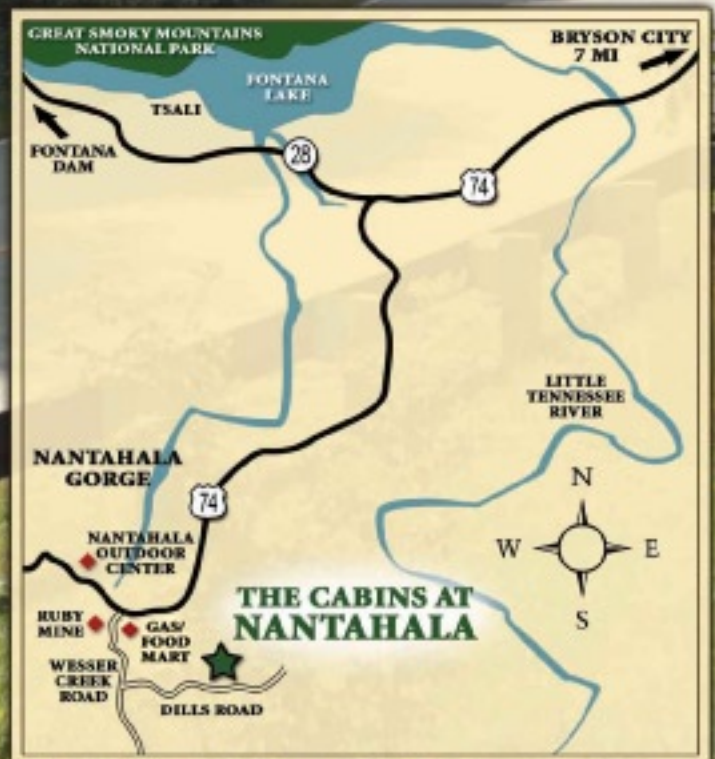 GREAT SMOKY MOUNTAINS
NATIONAL PARK
BRYSON CITY
7 MI
FONTANA
LAKE
TSALI
FONTANA
DAM
28
74
LITTLE
TENNESSEE
RIVER
NANTAHALA
GORGE
74
N
W E
S
NANTAHALA
OUTDOOR
CENTER
THE CABINS AT
NANTAHALA
RUBY
MINE
GAS/
FOOD
MART
WESSER
CREEK
ROAD
DILLS ROAD